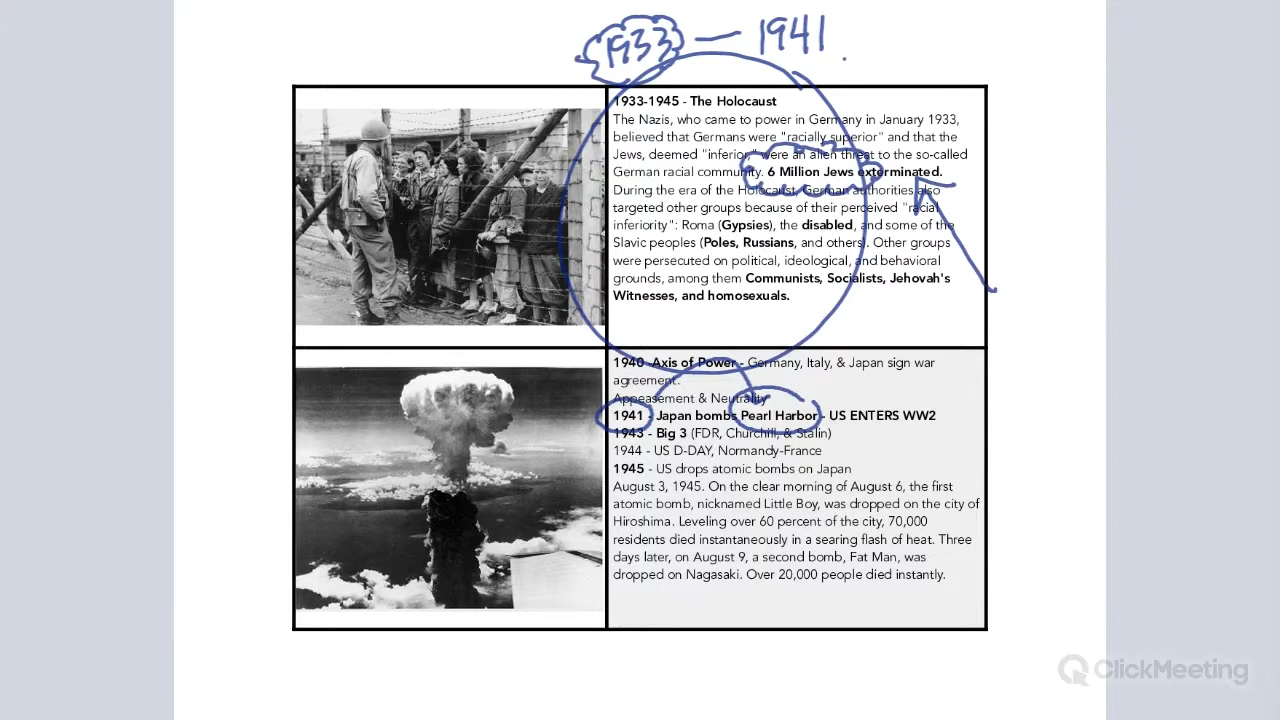 1933 — 1941.
1933-1945 - The Holocaust
The Nazis, who came to power in Germany in January 1933,
believed that Germans were "racially superior" and that the
Jews, deemed "inferior," were an alien threat to the so-called
German racial community. 6 Million Jews exterminated.
During the era of the Holocaust, German authorities also
targeted other groups because of their perceived "racial
inferiority": Roma (Gypsies), the disabled, and some of the
Slavic peoples (Poles, Russians, and others). Other groups
were persecuted on political, ideological, and behavioral
grounds, among them Communists, Socialists, Jehovah's
Witnesses, and homosexuals.
1940 -Axis of Power - Germany, Italy, & Japan sign war
agreement.
Appeasement & Neutrality
1941 - Japan bombs Pearl Harbor - US ENTERS WW2
1943 - Big 3 (FDR, Churchill, & Stalin)
1944 - US D-DAY, Normandy-France
1945 - US drops atomic bombs on Japan
August 3, 1945. On the clear morning of August 6, the first
atomic bomb, nicknamed Little Boy, was dropped on the city of
Hiroshima. Leveling over 60 percent of the city, 70,000
residents died instantaneously in a searing flash of heat. Three
days later, on August 9, a second bomb, Fat Man, was
dropped on Nagasaki. Over 20,000 people died instantly.
ClickMeeting